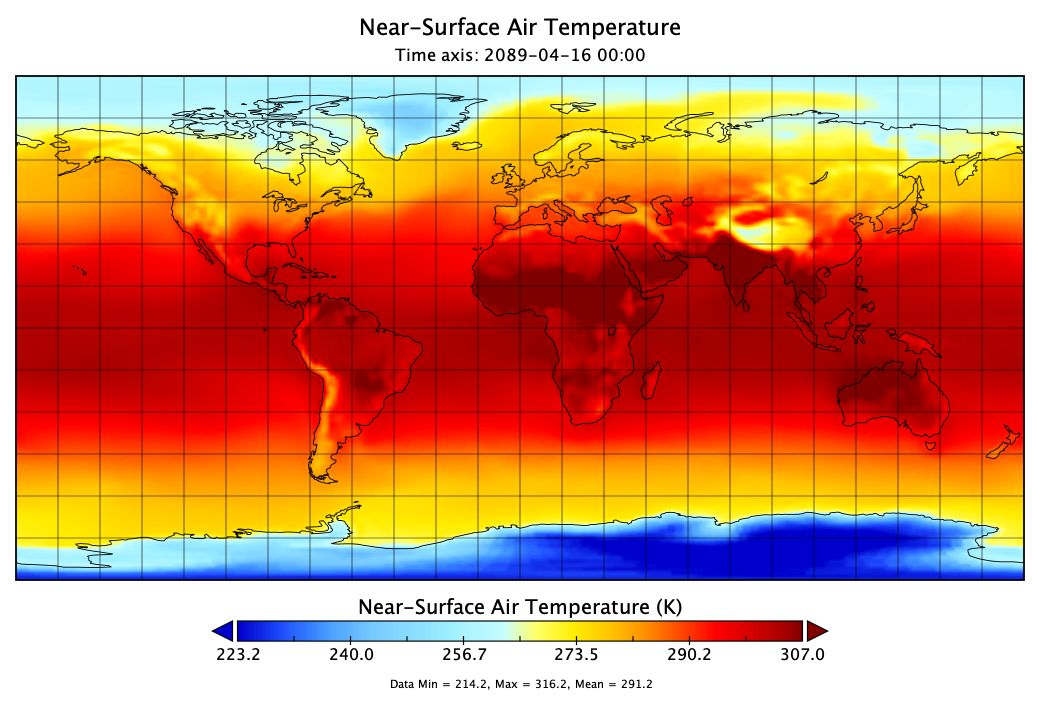 Near-Surface Air Temperature
Time axis: 2089-04-16 00:00
Near-Surface Air Temperature (K)
223.2 240.0 256.7 273.5 290.2 307.0
Data Min = 214.2, Max = 316.2, Mean = 291.2